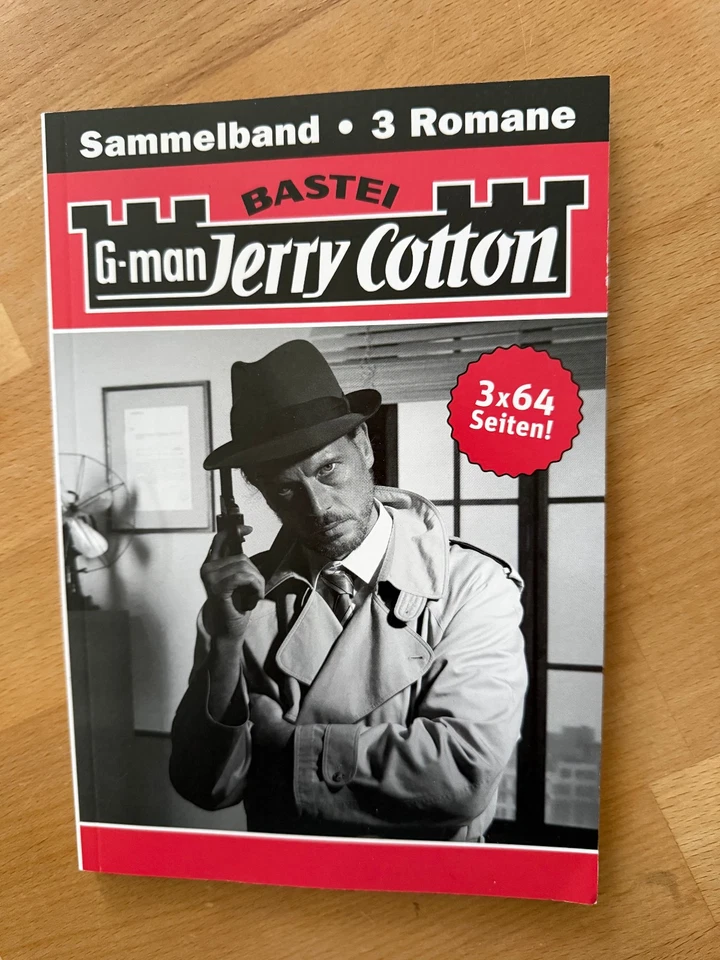 Sammelband • 3 Romane
BASTEI
G-man Jerry Cotton
3x64
Seiten!